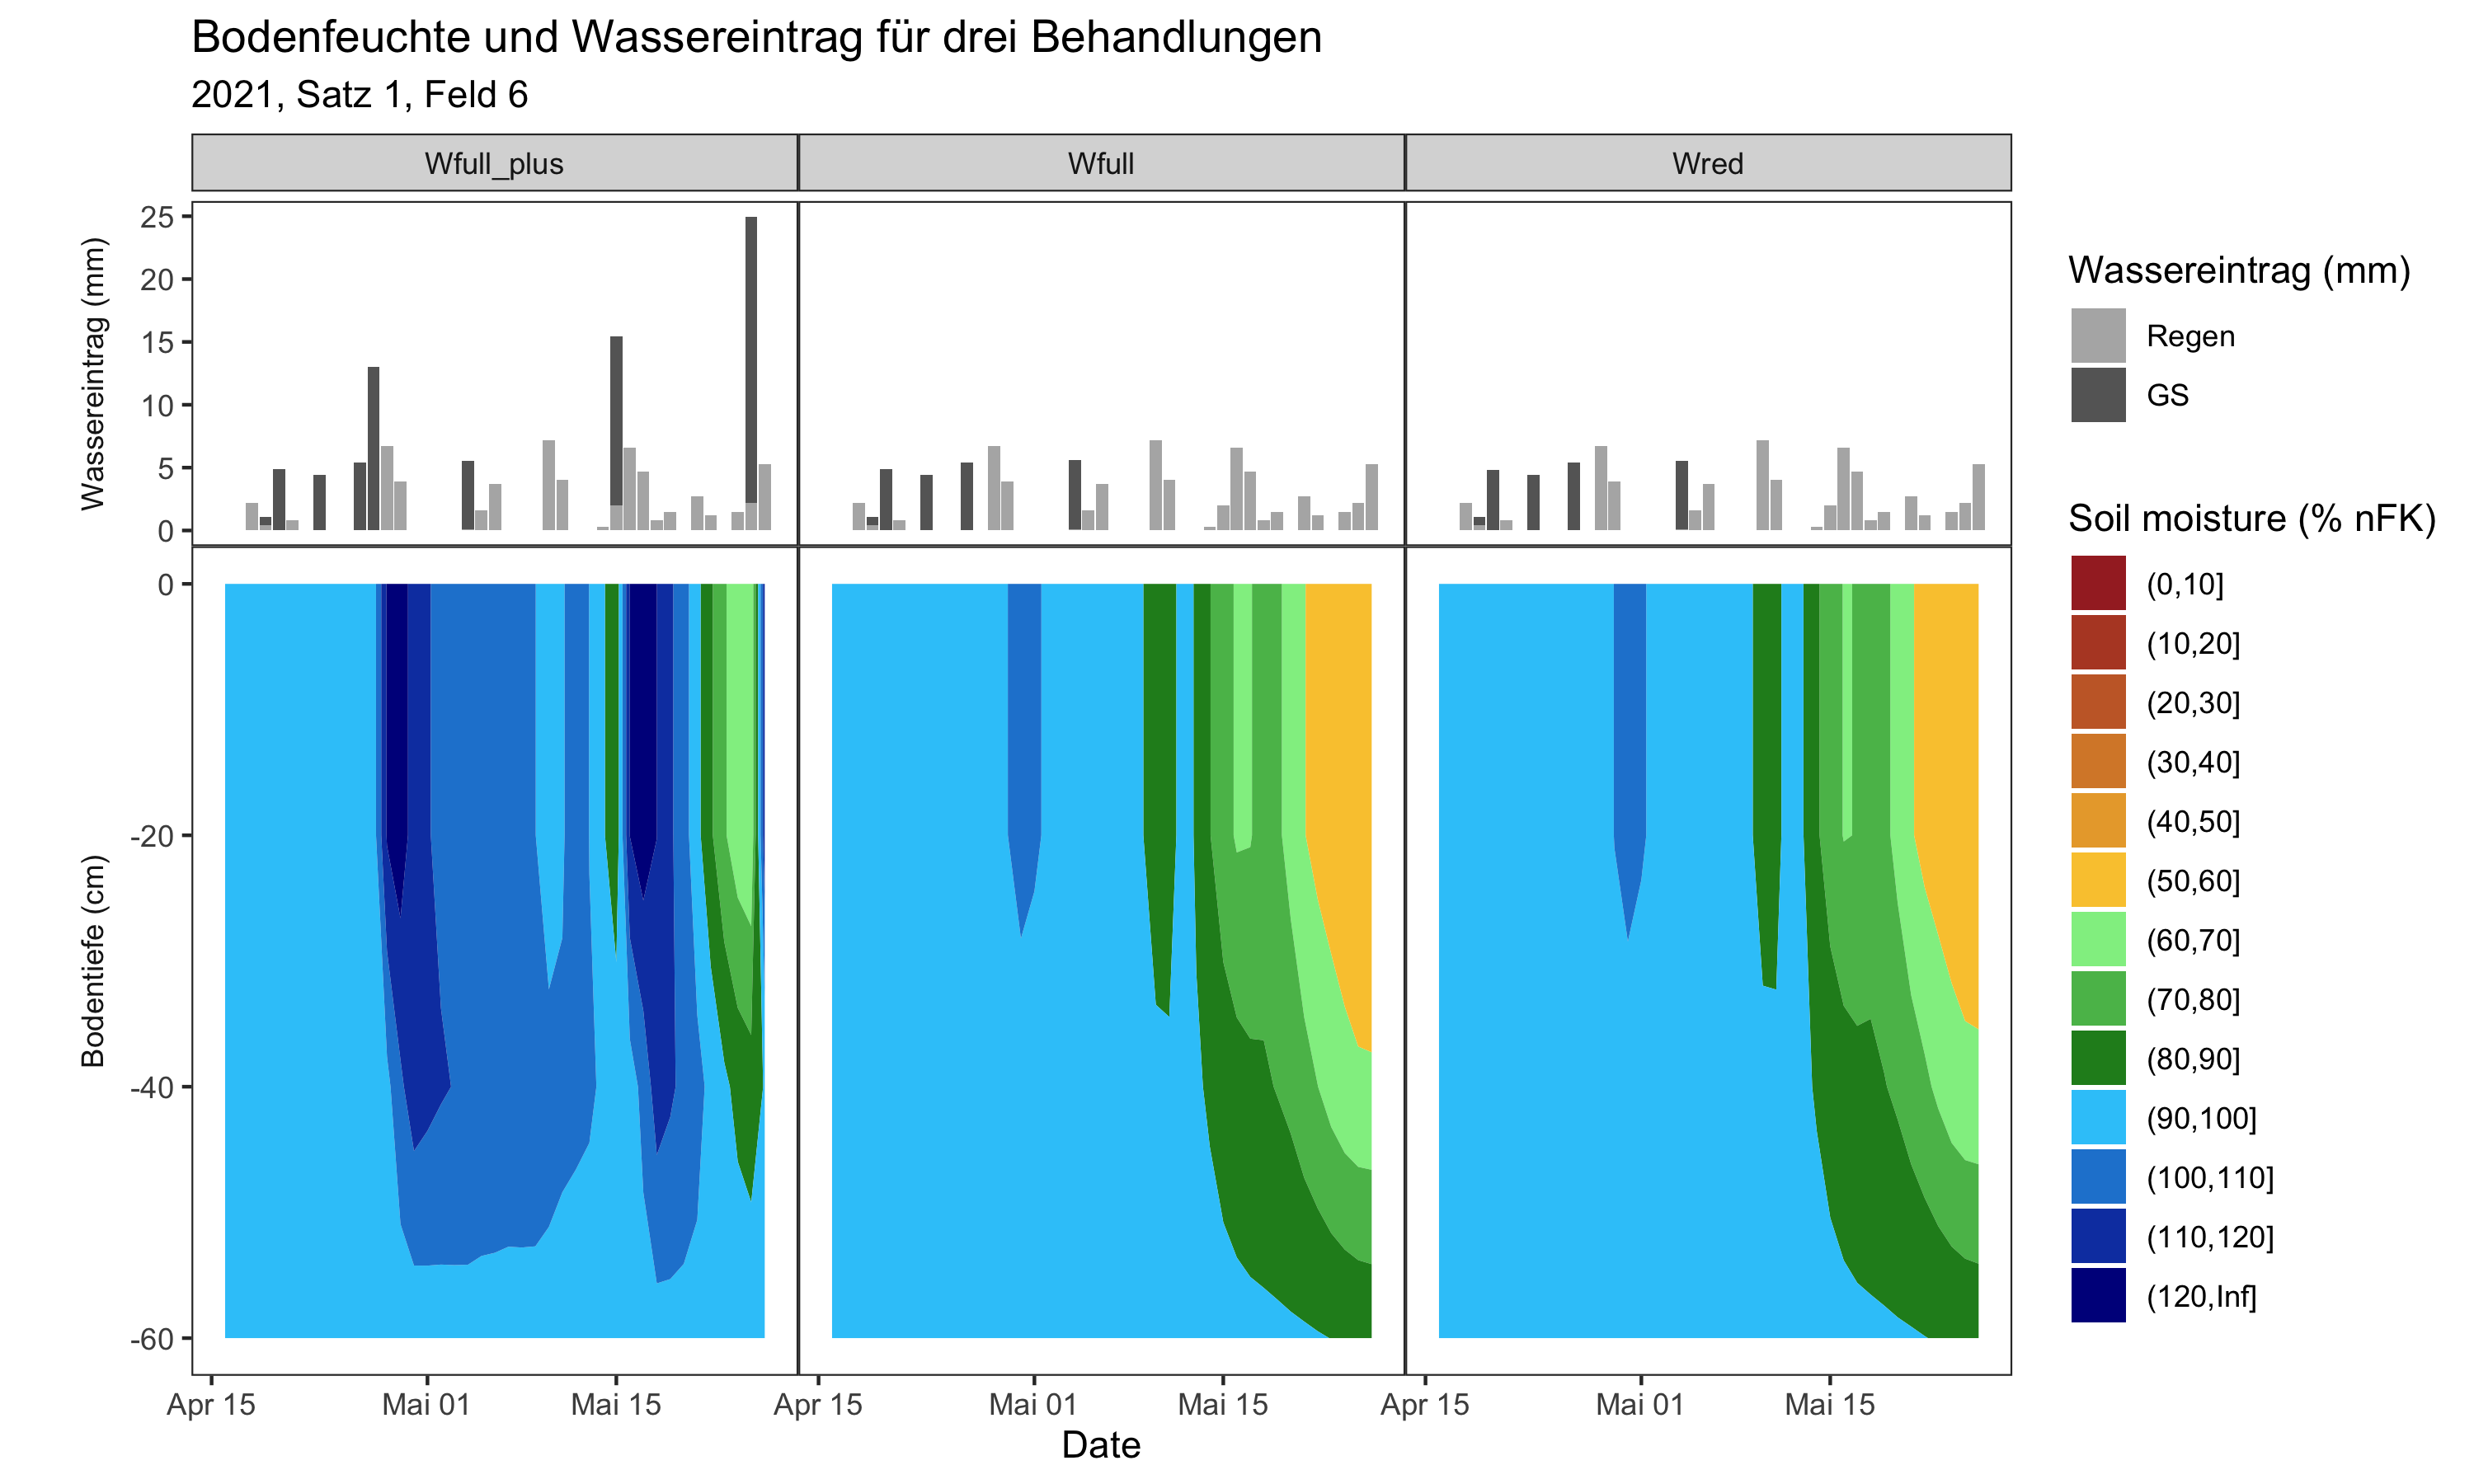 Bodenfeuchte und Wassereintrag für drei Behandlungen
2021, Satz 1, Feld 6
Wfull_plus Wfull Wred
Wassereintrag (mm)
25
20
15
10
5
0
Bodentiefe (cm)
0
-20
-40
-60
Apr 15 Mai 01 Mai 15 Apr 15 Mai 01 Mai 15 Apr 15 Mai 01 Mai 15
Date
Wassereintrag (mm)
Regen
GS
Soil moisture (% nFK)
(0,10]
(10,20]
(20,30]
(30,40]
(40,50]
(50,60]
(60,70]
(70,80]
(80,90]
(90,100]
(100,110]
(110,120]
(120,Inf]